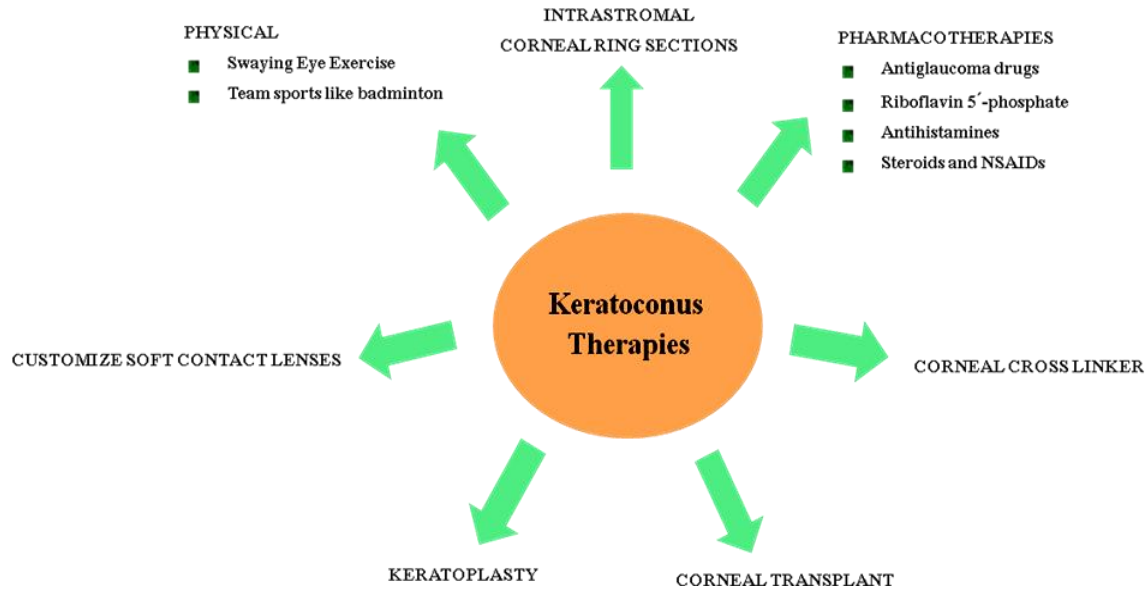 PHYSICAL
Swaying Eye Exercise
Team sports like badminton
INTRASTROMAL
CORNEAL RING SECTIONS
PHARMACOTHERAPIES
Antiglaucoma drugs
Riboflavin 5´-phosphate
Antihistamines
Steroids and NSAIDs
Keratoconus
Therapies
CUSTOMIZE SOFT CONTACT LENSES
CORNEAL CROSS LINKER
KERATOPLASTY
CORNEAL TRANSPLANT